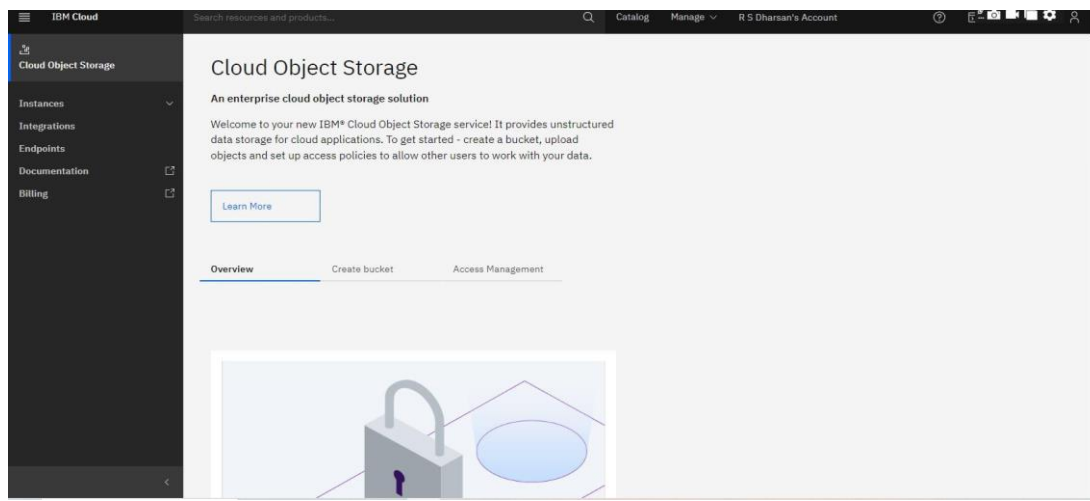 IBM Cloud
Search resources and products...
Catalog
Manage
R S Dharsan's Account
Cloud Object Storage
Instances
Integrations
Endpoints
Documentation
Billing
Cloud Object Storage
An enterprise cloud object storage solution
Welcome to your new IBM® Cloud Object Storage service! It provides unstructured
data storage for cloud applications. To get started - create a bucket, upload
objects and set up access policies to allow other users to work with your data.
Learn More
Overview
Create bucket
Access Management